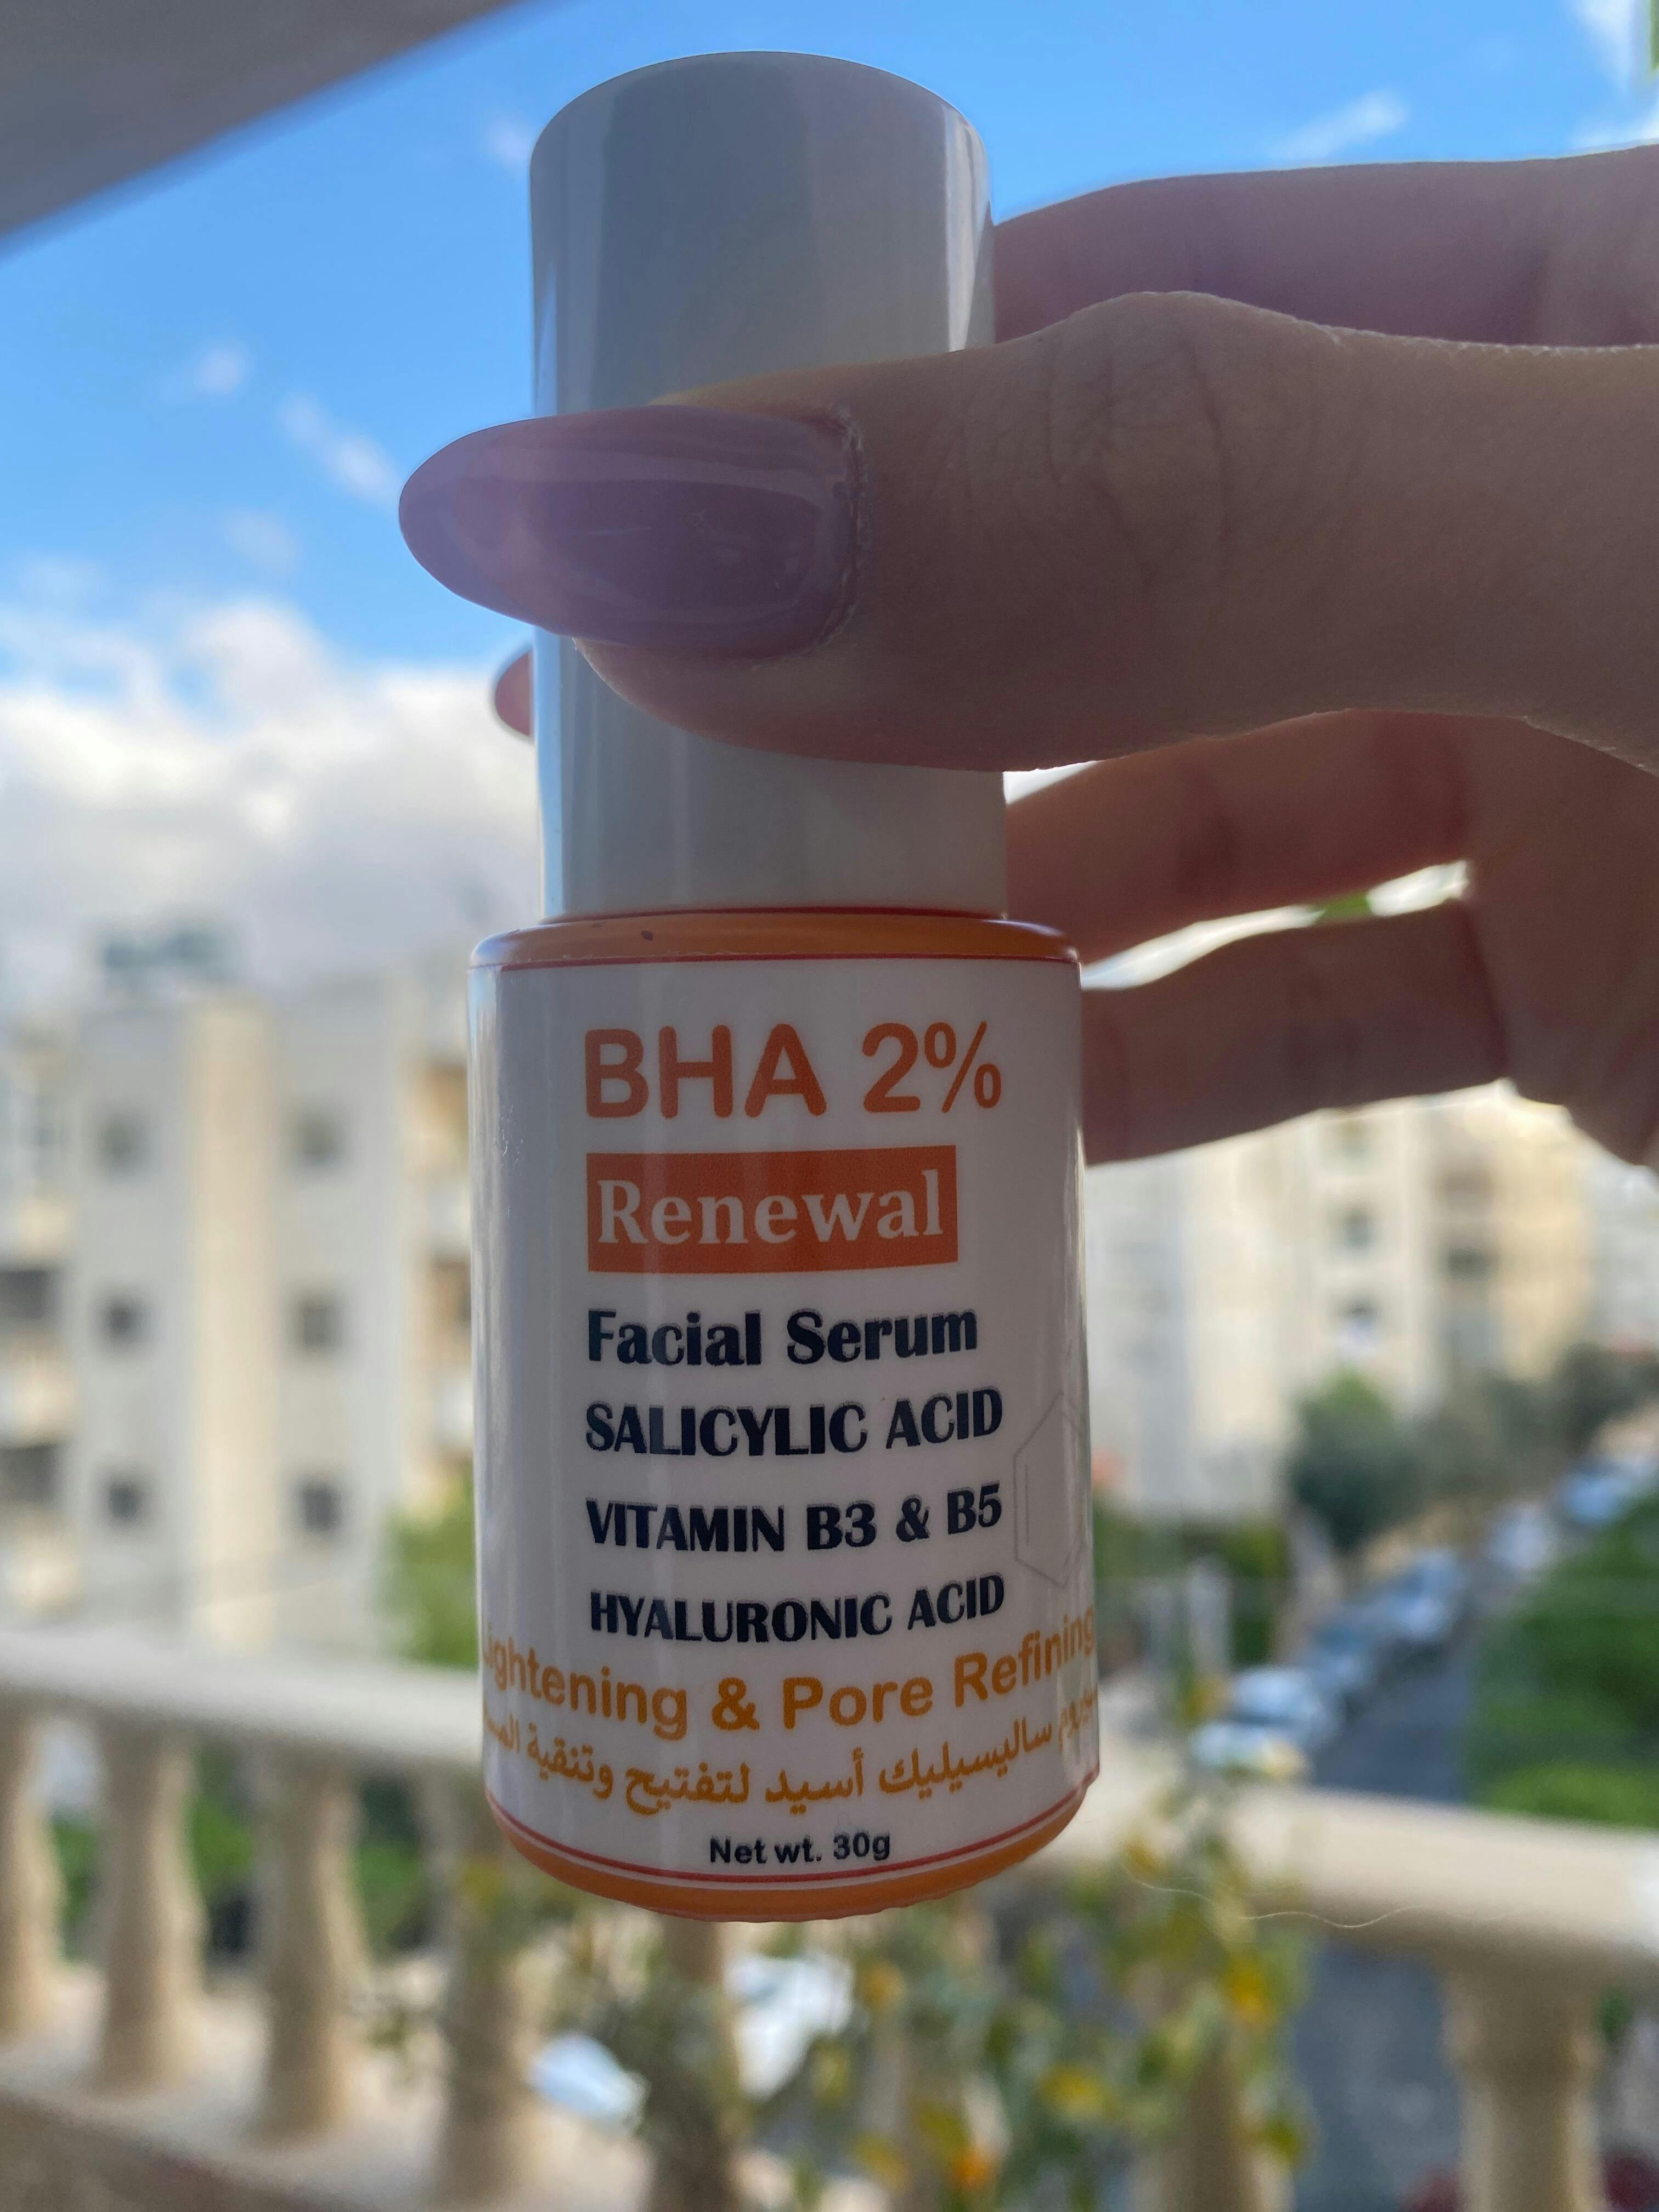 BHA 2%
Renewal
Facial Serum
SALICYLIC ACID
VITAMIN B3 & B5
HYALURONIC ACID
& Pore Refining
ساليسيليك أسيد لتفتيح وتنقية
Net wt. 30g